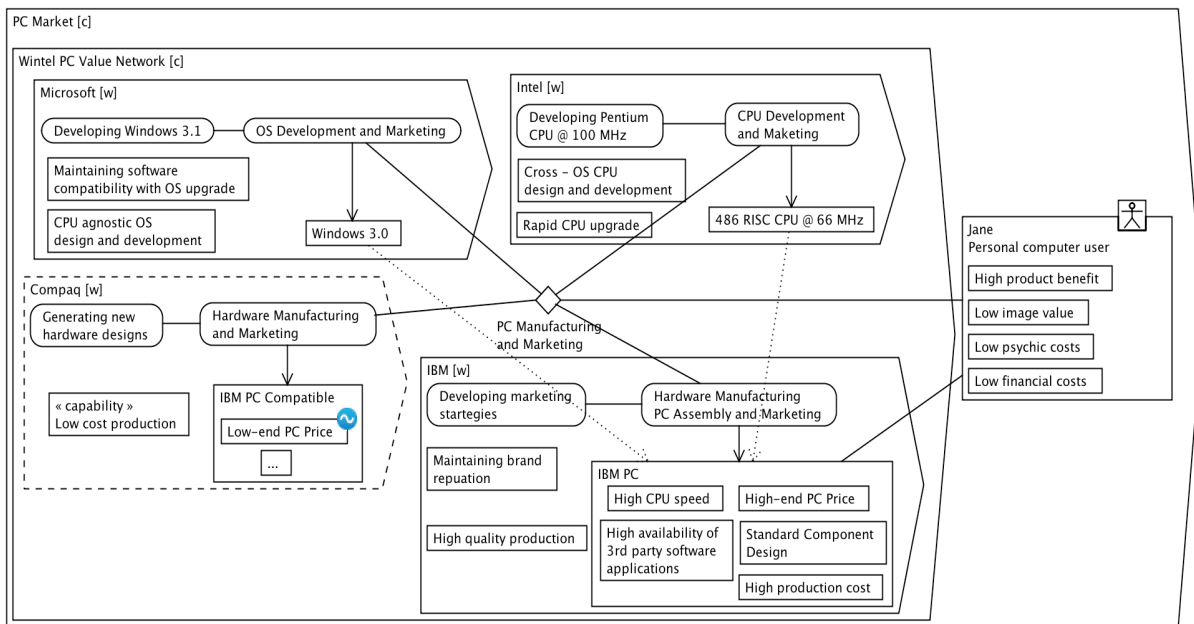 PC Market [c]
Wintel PC Value Network [c]
Microsoft [w]
Developing Windows 3.1
OS Development and Marketing
Maintaining software
compatibility with OS upgrade
CPU agnostic OS
design and development
Windows 3.0
Intel [w]
Developing Pentium
CPU @ 100 MHz
CPU Development
and Maketing
Cross - OS CPU
design and development
Rapid CPU upgrade
486 RISC CPU @ 66 MHz
Jane
Personal computer user
High product benefit
Low image value
Low psychic costs
Low financial costs
Compaq [w]
Generating new
hardware designs
Hardware Manufacturing
and Marketing
« capability »
Low cost production
IBM PC Compatible
Low-end PC Price
...
PC Manufacturing
and Marketing
IBM [w]
Developing marketing
startegies
Hardware Manufacturing
PC Assembly and Marketing
Maintaining brand
repuation
High quality production
IBM PC
High CPU speed
High-end PC Price
High availability of
3rd party software
applications
Standard Component
Design
High production cost